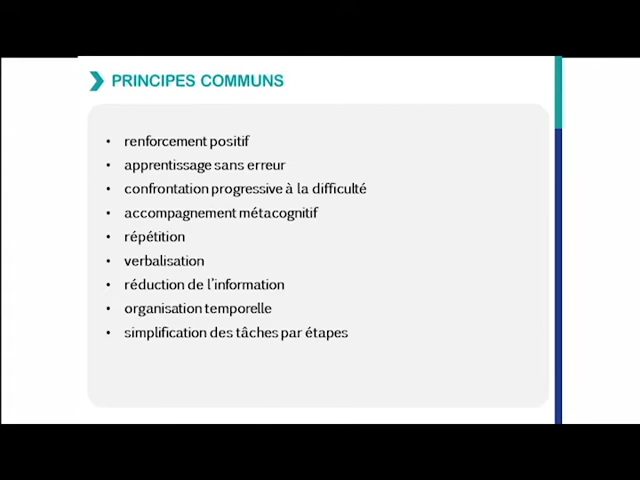 PRINCIPES COMMUNS
• renforcement positif
• apprentissage sans erreur
• confrontation progressive à la difficulté
• accompagnement métacognitif
• répétition
• verbalisation
• réduction de l'information
• organisation temporelle
• simplification des tâches par étapes